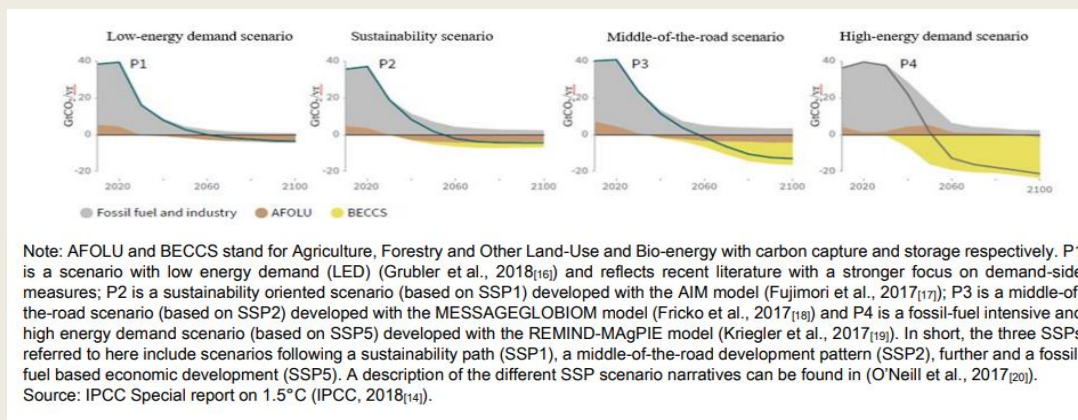 Low-energy demand scenario Sustainability scenario Middle-of-the-road scenario High-energy demand scenario
40 P1 40 P2 40 P3 40 P4
GtCO₂/yr 20 GtCO₂/yr 20 GtCO₂/yr 20 GtCO₂/yr 20
0 0 0 0
-20 -20 -20 -20
2020 2060 2100 2020 2060 2100 2020 2060 2100 2020 2060 2100
Fossil fuel and industry AFOLU BECCS
Note: AFOLU and BECCS stand for Agriculture, Forestry and Other Land-Use and Bio-energy with carbon capture and storage respectively. P1
is a scenario with low energy demand (LED) (Grubler et al., 2018[16]) and reflects recent literature with a stronger focus on demand-side
measures; P2 is a sustainability oriented scenario (based on SSP1) developed with the AIM model (Fujimori et al., 2017[17]); P3 is a middle-of-
the-road scenario (based on SSP2) developed with the MESSAGEGLOBIOM model (Fricko et al., 2017[18]) and P4 is a fossil-fuel intensive and
high energy demand scenario (based on SSP5) developed with the REMIND-MAgPIE model (Kriegler et al., 2017[19]). In short, the three SSPs
referred to here include scenarios following a sustainability path (SSP1), a middle-of-the-road development pattern (SSP2), further and a fossil-
fuel based economic development (SSP5). A description of the different SSP scenario narratives can be found in (O'Neill et al., 2017[20]).
Source: IPCC Special report on 1.5°C (IPCC, 2018[14]).